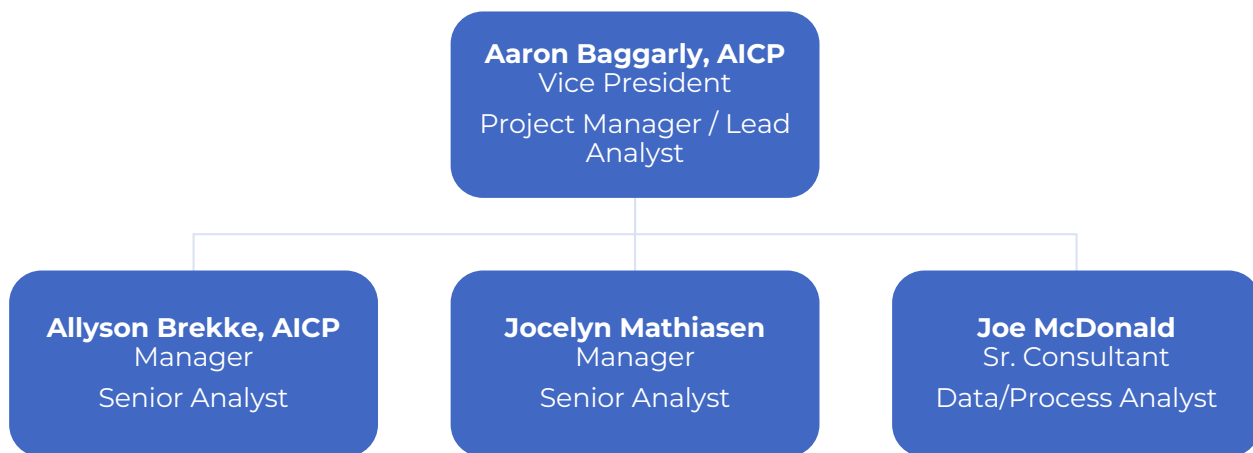 Aaron Baggarly, AICP
Vice President
Project Manager / Lead
Analyst
Allyson Brekke, AICP
Manager
Senior Analyst
Jocelyn Mathiasen
Manager
Senior Analyst
Joe McDonald
Sr. Consultant
Data/Process Analyst